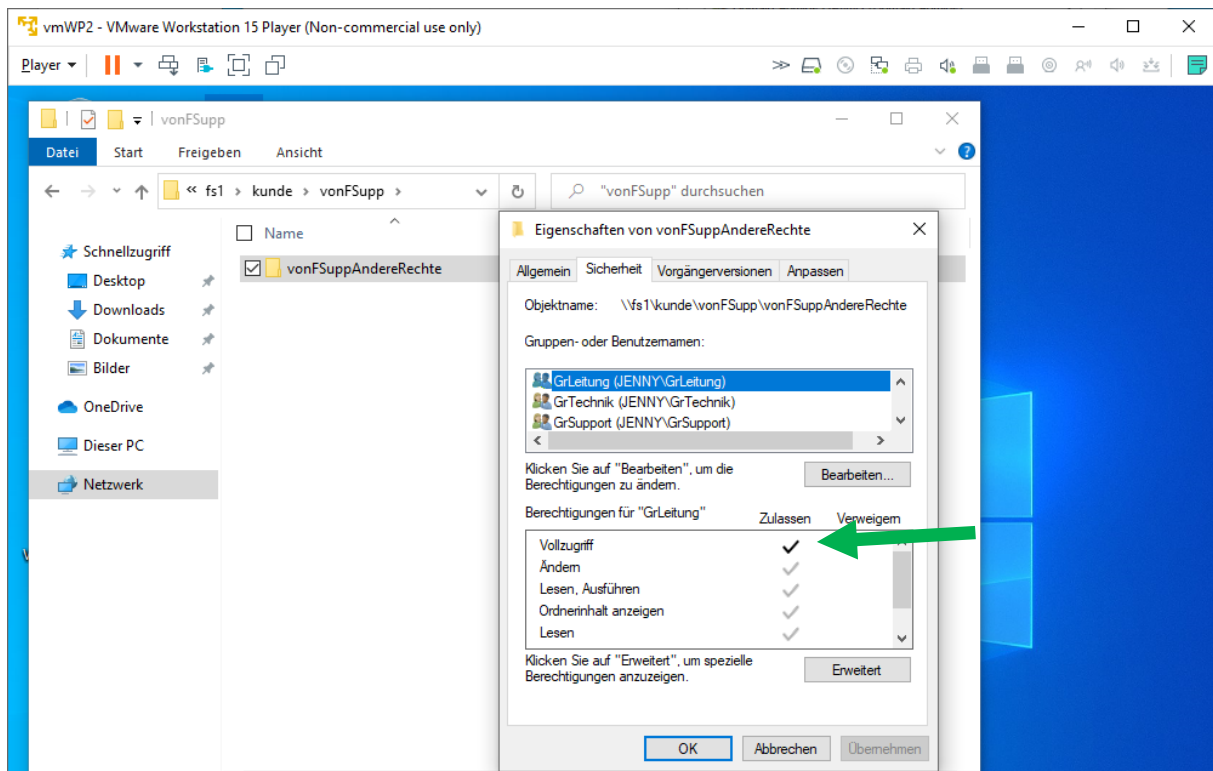 vmWP2 - VMware Workstation 15 Player (Non-commercial use only)
Player
vonFSupp
Datei Start Freigeben Ansicht
« fs1 > kunde > vonFSupp >
"vonFSupp" durchsuchen
Name
Schnellzugriff
vonFSuppAndereRechte
Desktop
Downloads
Dokumente
Bilder
OneDrive
Dieser PC
Netzwerk
Eigenschaften von vonFSuppAndereRechte
Allgemein Sicherheit Vorgängerversionen Anpassen
Objektname: \\fs1\kunde\vonFSupp\vonFSuppAndereRechte
Gruppen- oder Benutzernamen:
GrLeitung (JENNY\GrLeitung)
GrTechnik (JENNY\GrTechnik)
GrSupport (JENNY\GrSupport)
Klicken Sie auf "Bearbeiten", um die
Berechtigungen zu ändern.
Bearbeiten...
Berechtigungen für "GrLeitung" Zulassen Verweigern
Vollzugriff
Ändern
Lesen, Ausführen
Ordnerinhalt anzeigen
Lesen
Klicken Sie auf "Erweitert", um spezielle
Berechtigungen anzuzeigen.
Erweitert
OK Abbrechen Übernehmen